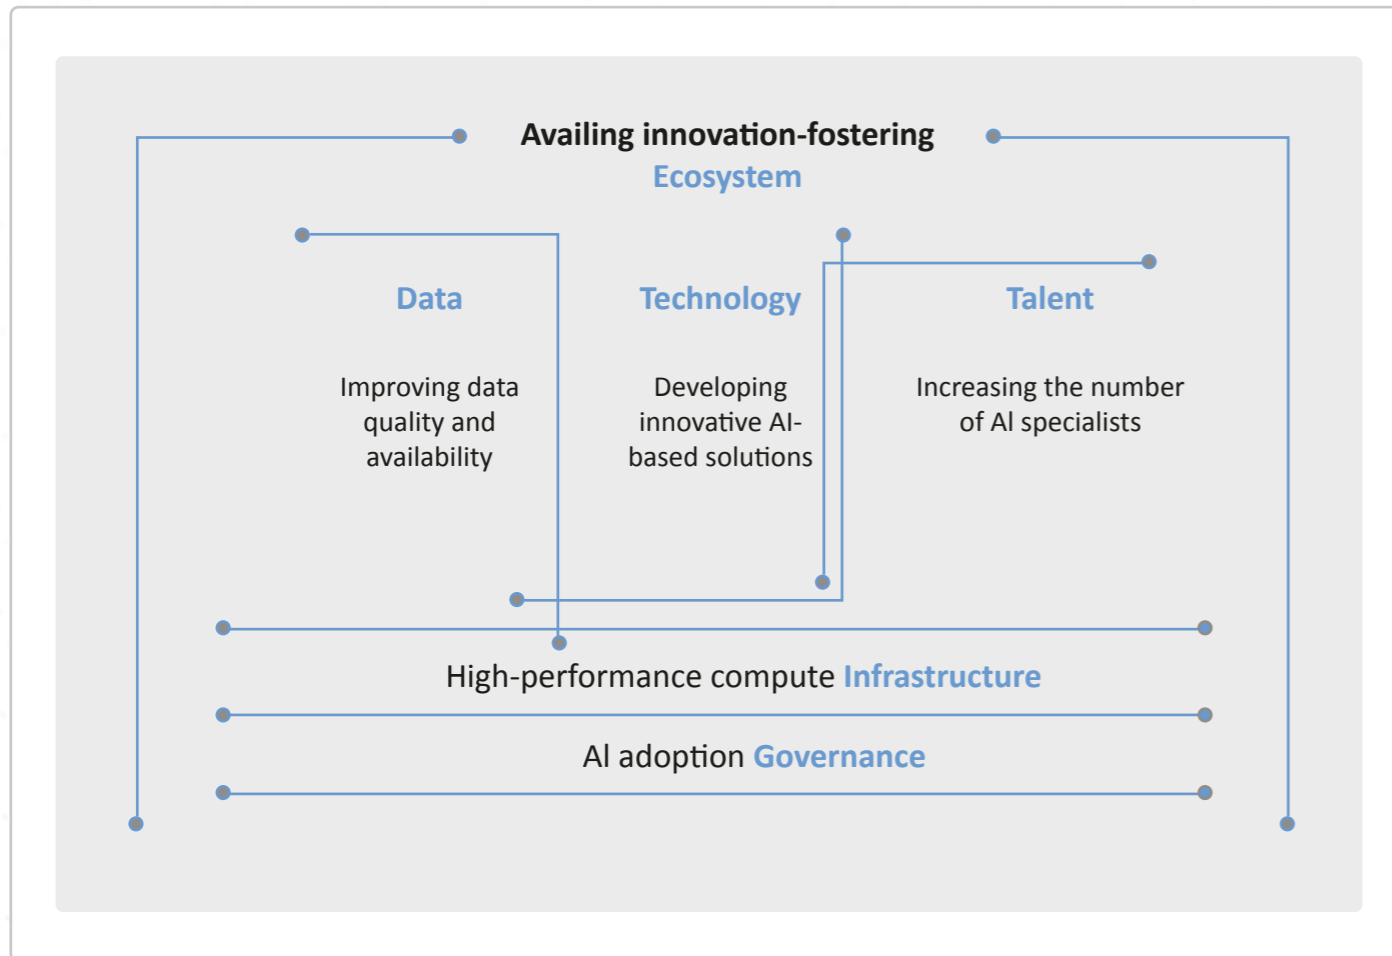 Availing innovation-fostering
Ecosystem
Data
Improving data
quality and
availability
Technology
Developing
innovative AI-
based solutions
Talent
Increasing the number
of AI specialists
High-performance compute Infrastructure
AI adoption Governance